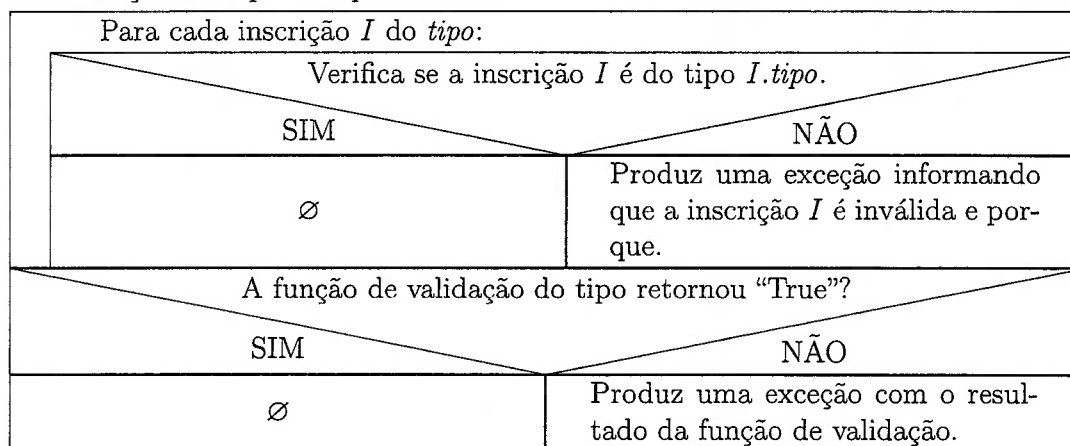 Para cada inscrição I do tipo:
Verifica se a inscrição I é do tipo I.tipo.
SIM
NÃO
∅
Produz uma exceção informando
que a inscrição I é inválida e por-
que.
A função de validação do tipo retornou “True”?
SIM
NÃO
∅
Produz uma exceção com o resul-
tado da função de validação.